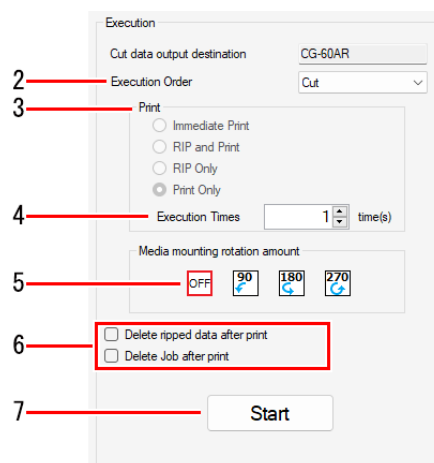 Execution
Cut data output destination CG-60AR
2 Execution Order Cut
3 Print
Immediate Print
RIP and Print
RIP Only
Print Only
4 Execution Times 1 time(s)
Media mounting rotation amount
5 OFF 90 180 270
6 Delete ripped data after print
Delete Job after print
7 Start